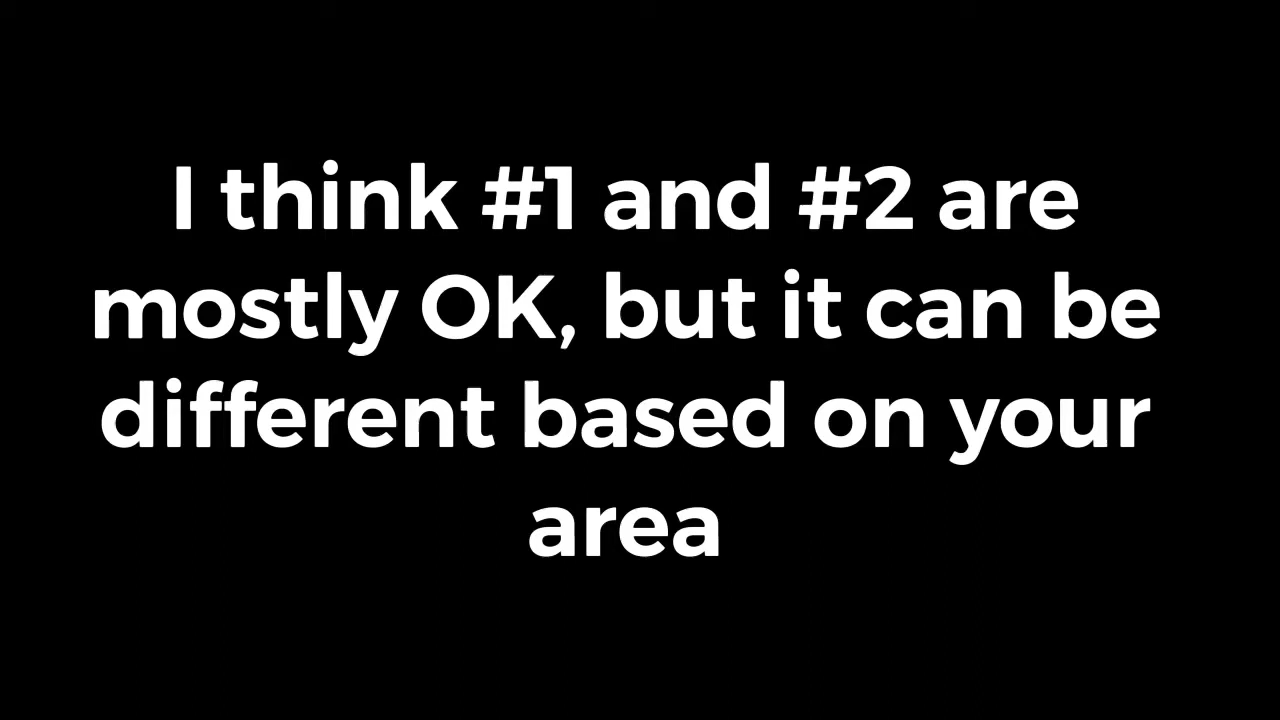 I think #1 and #2 are
mostly OK, but it can be
different based on your
area